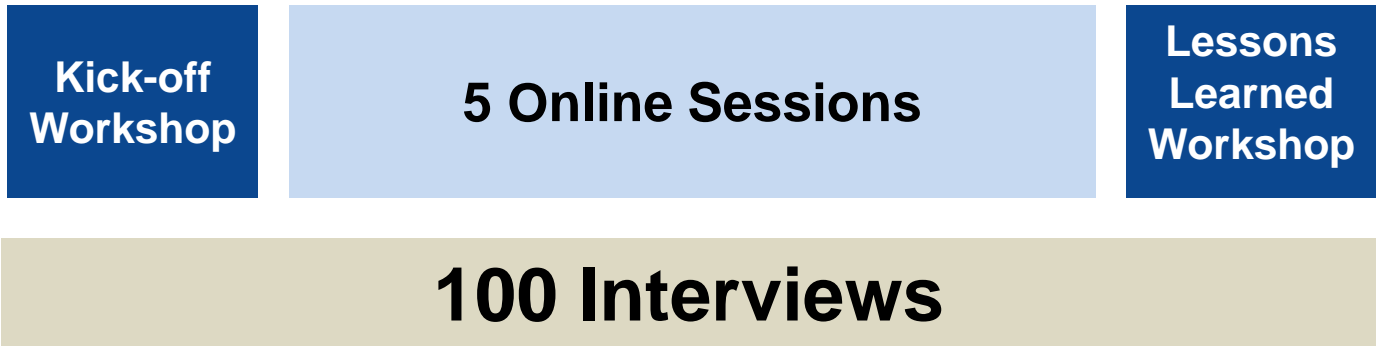 Kick-off
Workshop
5 Online Sessions
Lessons
Learned
Workshop
100 Interviews